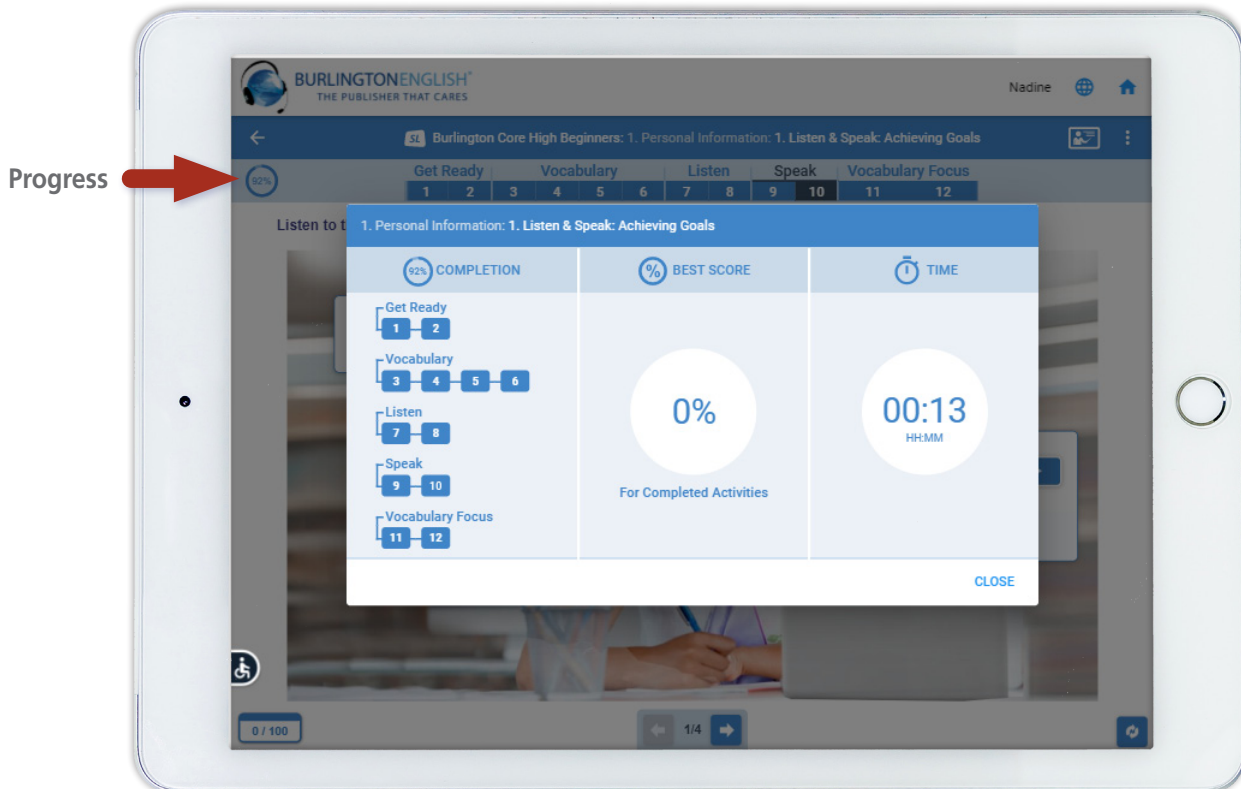 BURLINGTONENGLISH®
THE PUBLISHER THAT CARES
Nadine
SL Burlington Core High Beginners: 1. Personal Information: 1. Listen & Speak: Achieving Goals
Progress
92%
Get Ready Vocabulary Listen Speak Vocabulary Focus
1 2 3 4 5 6 7 8 9 10 11 12
Listen to t
1. Personal Information: 1. Listen & Speak: Achieving Goals
92% COMPLETION
% BEST SCORE
TIME
Get Ready
1 2
Vocabulary
3 4 5 6
Listen
7 8
Speak
9 10
Vocabulary Focus
11 12
0%
For Completed Activities
00:13
HH:MM
CLOSE
0 / 100
1/4